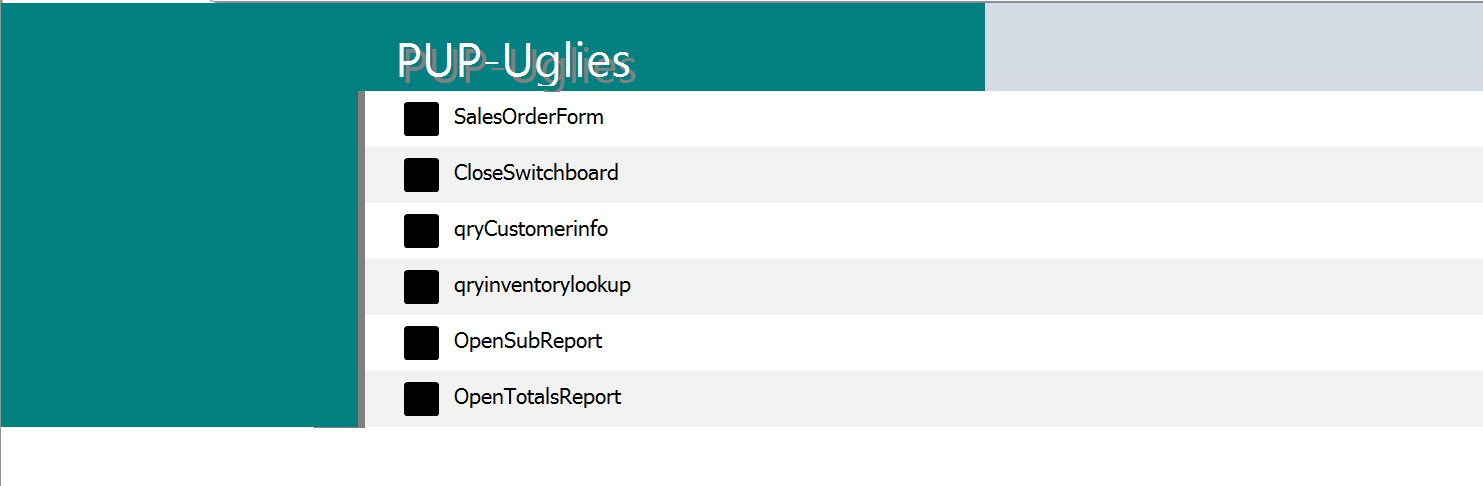 PUP-Uglies
SalesOrderForm
CloseSwitchboard
qryCustomerinfo
qryinventorylookup
OpenSubReport
OpenTotalsReport